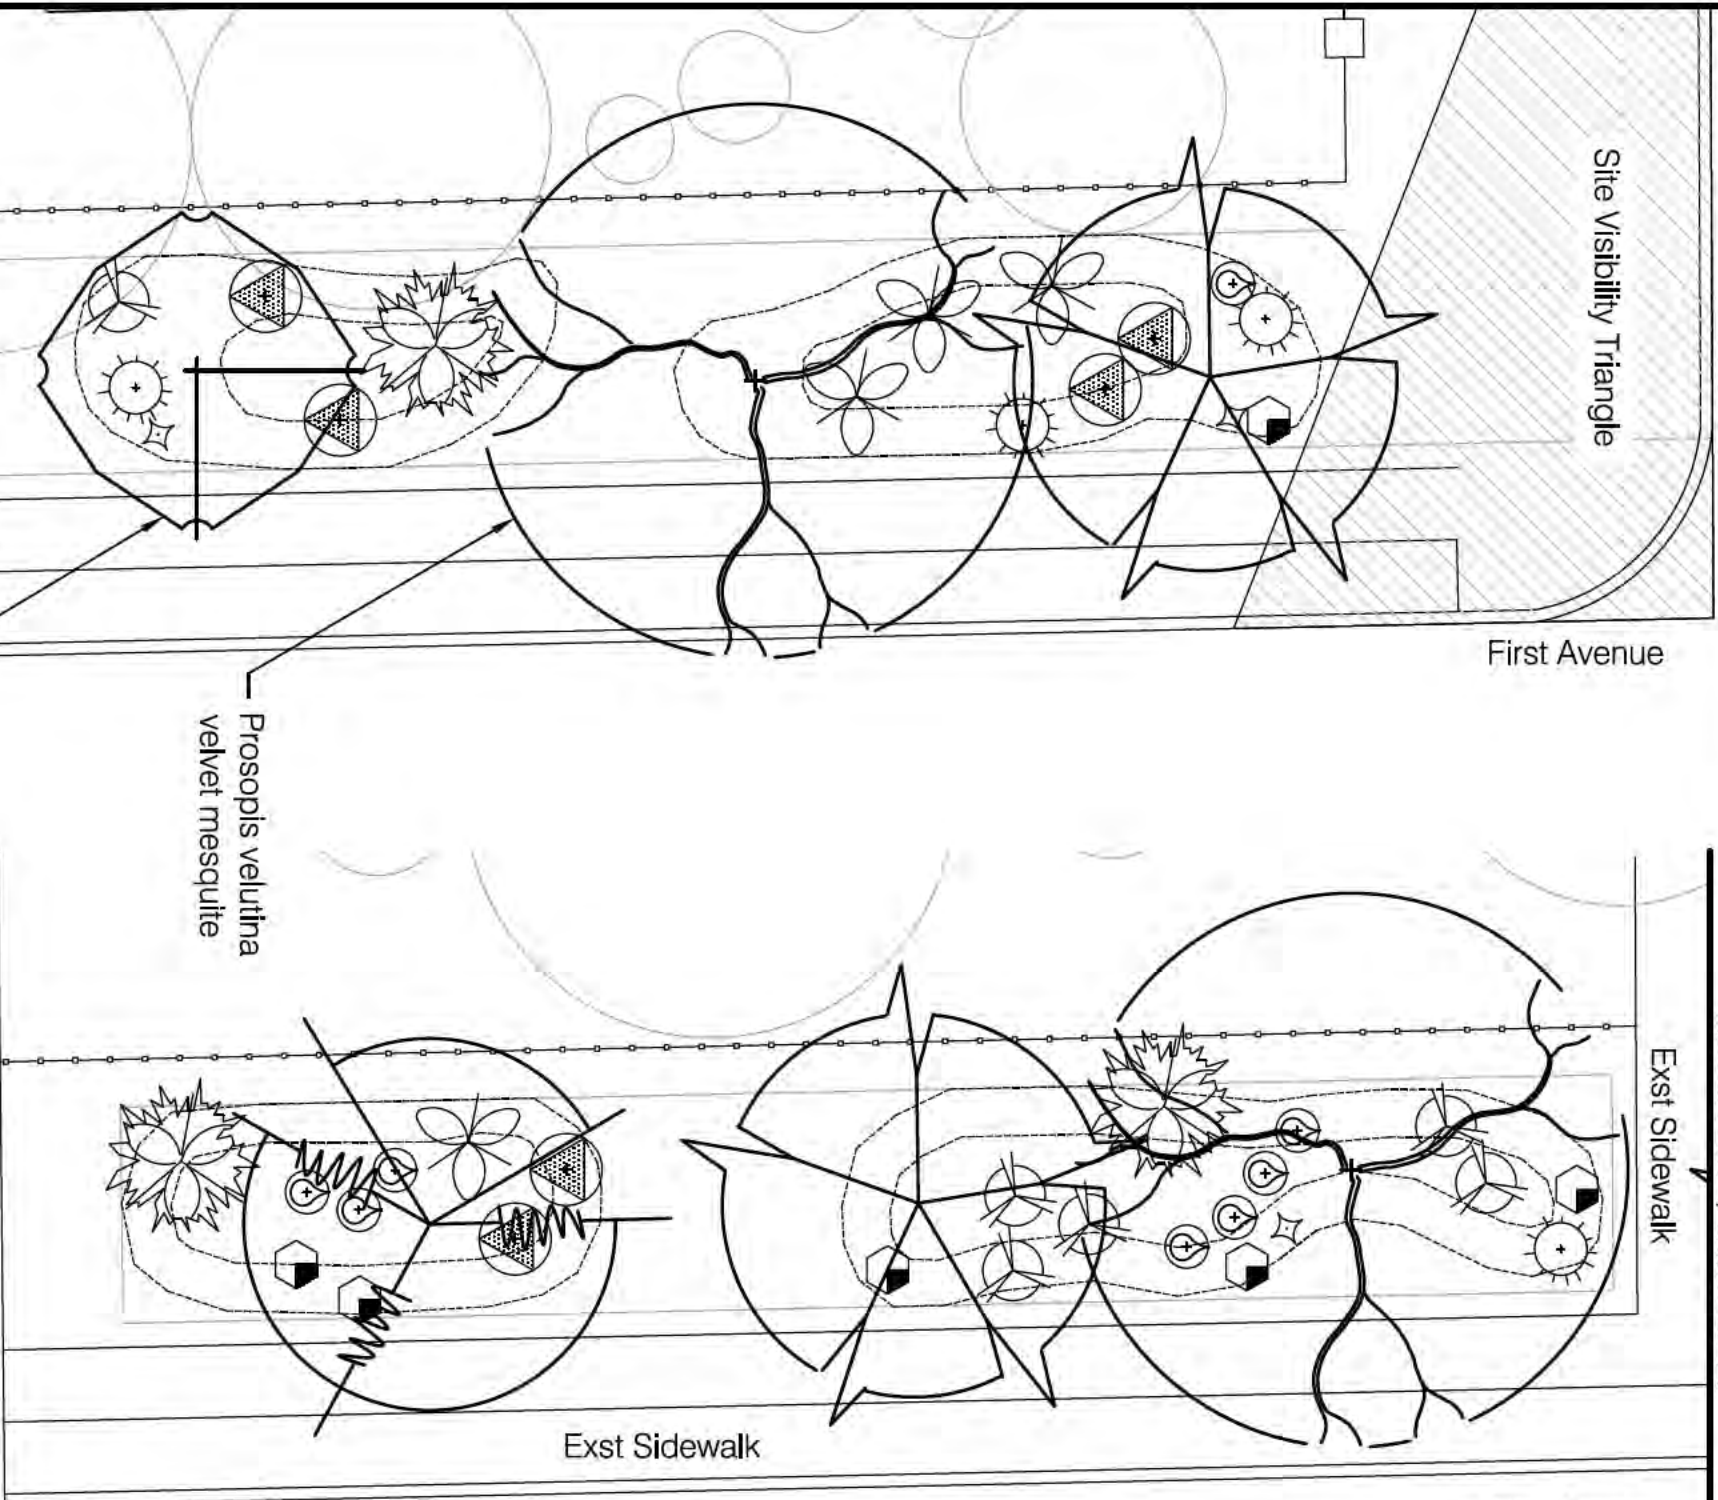 Site Visibility Triangle
First Avenue
Prosopis velutina
velvet mesquite
Exst Sidewalk
Exst Sidewalk